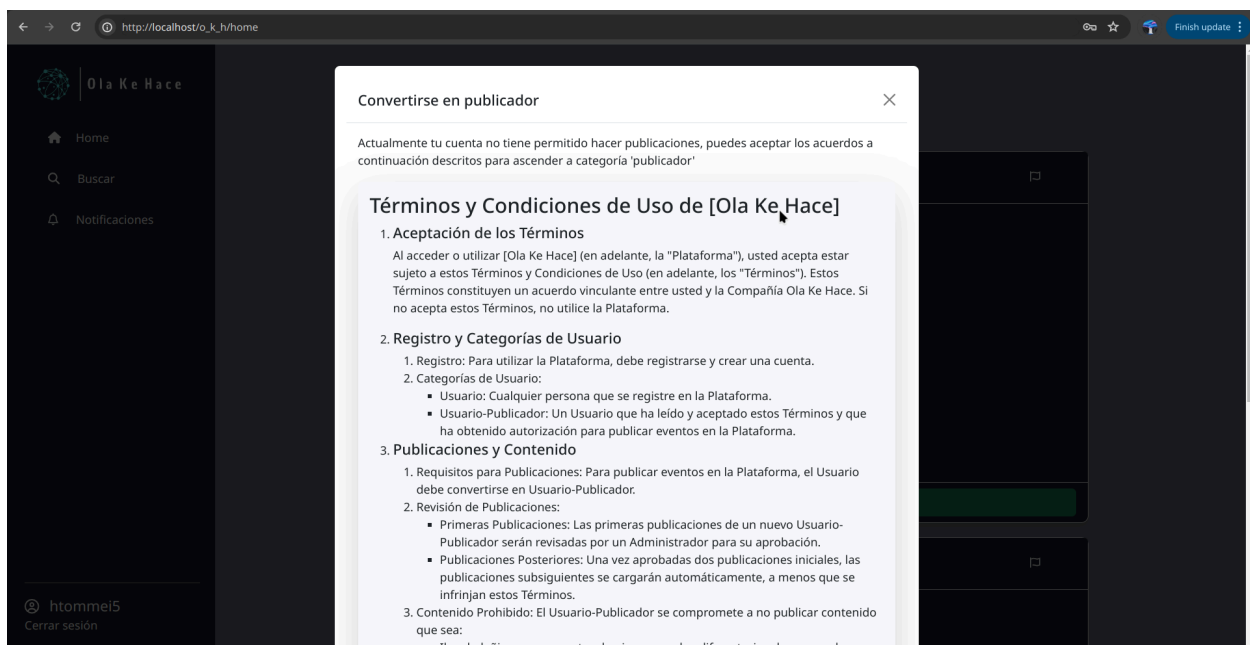 http://localhost/o_k_h/home
Finish update
Ola Ke Hace
Home
Buscar
Notificaciones
htommei5
Cerrar sesión
Convertirse en publicador
Actualmente tu cuenta no tiene permitido hacer publicaciones, puedes aceptar los acuerdos a
continuación descritos para ascender a categoría 'publicador'
Términos y Condiciones de Uso de [Ola Ke Hace]
1. Aceptación de los Términos
Al acceder o utilizar [Ola Ke Hace] (en adelante, la "Plataforma"), usted acepta estar
sujeto a estos Términos y Condiciones de Uso (en adelante, los "Términos"). Estos
Términos constituyen un acuerdo vinculante entre usted y la Compañía Ola Ke Hace. Si
no acepta estos Términos, no utilice la Plataforma.
2. Registro y Categorías de Usuario
1. Registro: Para utilizar la Plataforma, debe registrarse y crear una cuenta.
2. Categorías de Usuario:
▪ Usuario: Cualquier persona que se registre en la Plataforma.
▪ Usuario-Publicador: Un Usuario que ha leído y aceptado estos Términos y que
ha obtenido autorización para publicar eventos en la Plataforma.
3. Publicaciones y Contenido
1. Requisitos para Publicaciones: Para publicar eventos en la Plataforma, el Usuario
debe convertirse en Usuario-Publicador.
2. Revisión de Publicaciones:
▪ Primeras Publicaciones: Las primeras publicaciones de un nuevo Usuario-
Publicador serán revisadas por un Administrador para su aprobación.
▪ Publicaciones Posteriores: Una vez aprobadas dos publicaciones iniciales, las
publicaciones subsiguientes se cargarán automáticamente, a menos que se
infrinjan estos Términos.
3. Contenido Prohibido: El Usuario-Publicador se compromete a no publicar contenido
que sea: